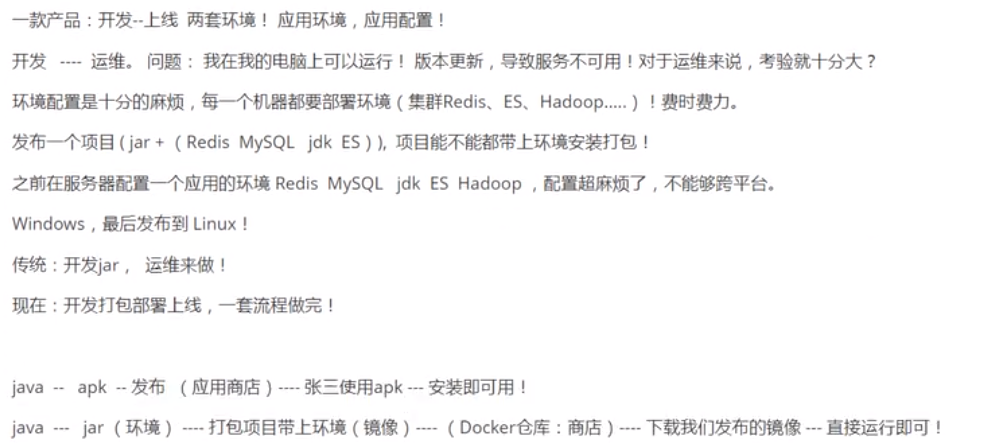 一款产品：开发--上线 两套环境！应用环境，应用配置！
开发 ---- 运维。 问题： 我在我的电脑上可以运行！ 版本更新，导致服务不可用！对于运维来说，考验就十分大？
环境配置是十分的麻烦，每一个机器都要部署环境（集群Redis、ES、Hadoop.....）！费时费力。
发布一个项目 ( jar + （ Redis MySQL jdk ES ) )，项目能不能都带上环境安装打包！
之前在服务器配置一个应用的环境 Redis MySQL jdk ES Hadoop ，配置超麻烦了，不能够跨平台。
Windows，最后发布到 Linux！
传统：开发jar， 运维来做！
现在：开发打包部署上线，一套流程做完！
java -- apk -- 发布 （应用商店）---- 张三使用apk --- 安装即可用！
java --- jar（环境） ---- 打包项目带上环境（镜像）---- （Docker仓库：商店）---- 下载我们发布的镜像 --- 直接运行即可！